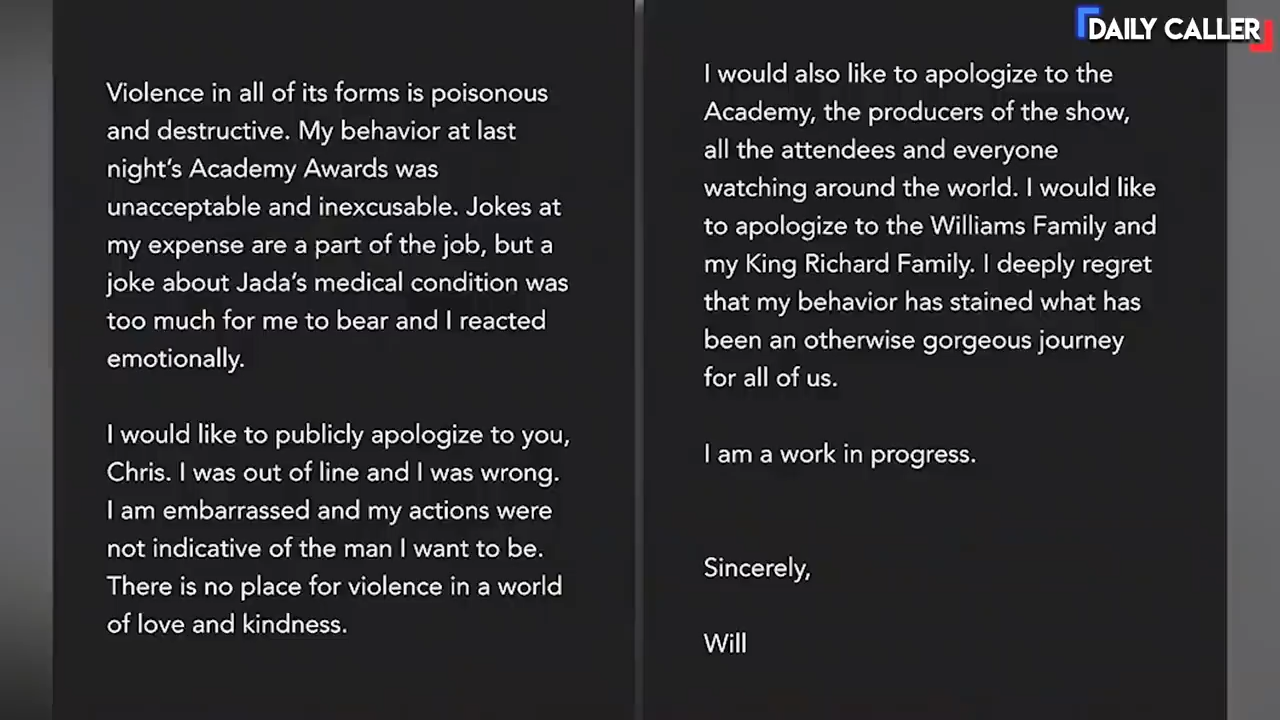 DAILY CALLER
Violence in all of its forms is poisonous
and destructive. My behavior at last
night's Academy Awards was
unacceptable and inexcusable. Jokes at
my expense are a part of the job, but a
joke about Jada's medical condition was
too much for me to bear and I reacted
emotionally.
I would like to publicly apologize to you,
Chris. I was out of line and I was wrong.
I am embarrassed and my actions were
not indicative of the man I want to be.
There is no place for violence in a world
of love and kindness.
I would also like to apologize to the
Academy, the producers of the show,
all the attendees and everyone
watching around the world. I would like
to apologize to the Williams Family and
my King Richard Family. I deeply regret
that my behavior has stained what has
been an otherwise gorgeous journey
for all of us.
I am a work in progress.
Sincerely,
Will